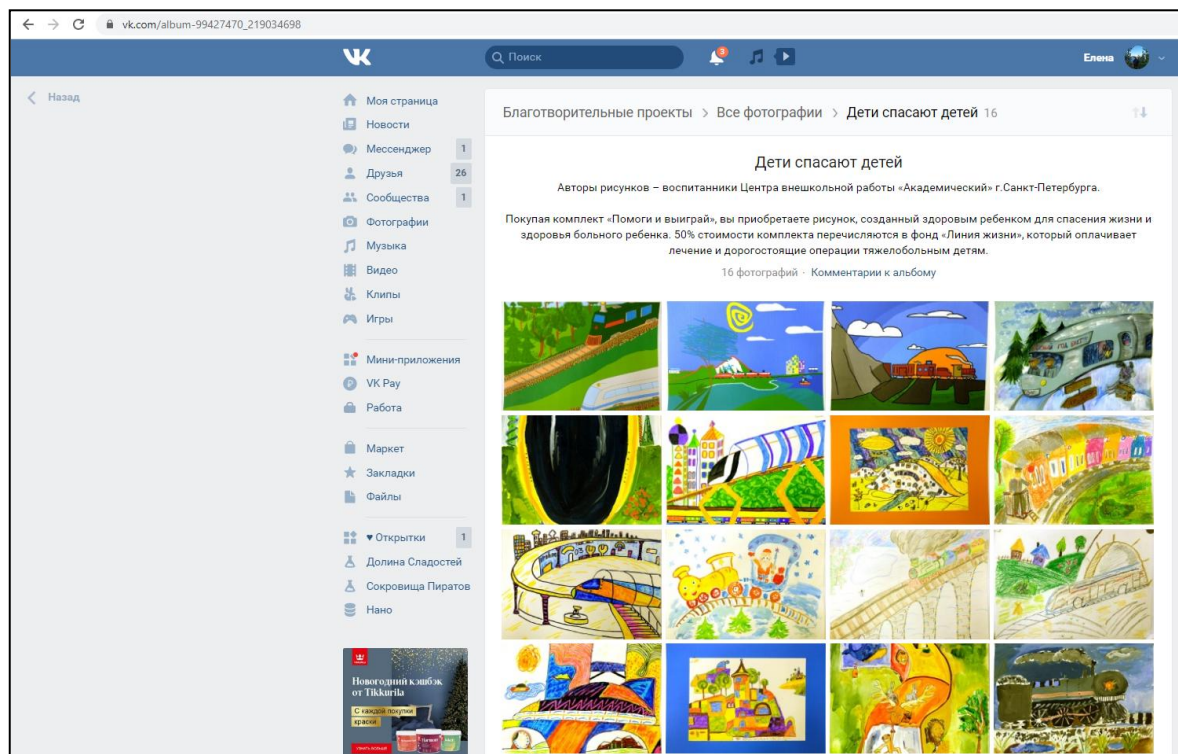 vk.com/album-99427470_219034698
Поиск
3
Елена
Назад
Моя страница
Новости
Мессенджер 1
Друзья 26
Сообщества 1
Фотографии
Музыка
Видео
Клипы
Игры
Мини-приложения
VK Pay
Работа
Маркет
Закладки
Файлы
♥ Открытки 1
Долина Сладостей
Сокровища Пиратов
Нано
Новогодний кэшбэк
от Tikkurila
С каждой покупки
краски
Благотворительные проекты > Все фотографии > Дети спасают детей 16
Дети спасают детей
Авторы рисунков – воспитанники Центра внешкольной работы «Академический» г.Санкт-Петербурга.
Покупая комплект «Помоги и выиграй», вы приобретаете рисунок, созданный здоровым ребенком для спасения жизни и
здоровья больного ребенка. 50% стоимости комплекта перечисляются в фонд «Линия жизни», который оплачивает
лечение и дорогостоящие операции тяжелобольным детям.
16 фотографий · Комментарии к альбому